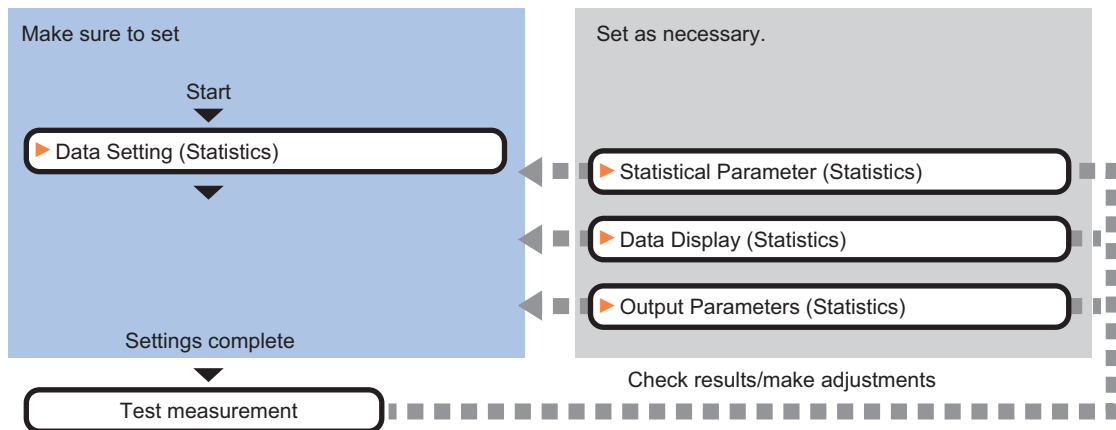 Make sure to set
Start
Data Setting (Statistics)
Settings complete
Test measurement
Set as necessary.
Statistical Parameter (Statistics)
Data Display (Statistics)
Output Parameters (Statistics)
Check results/make adjustments